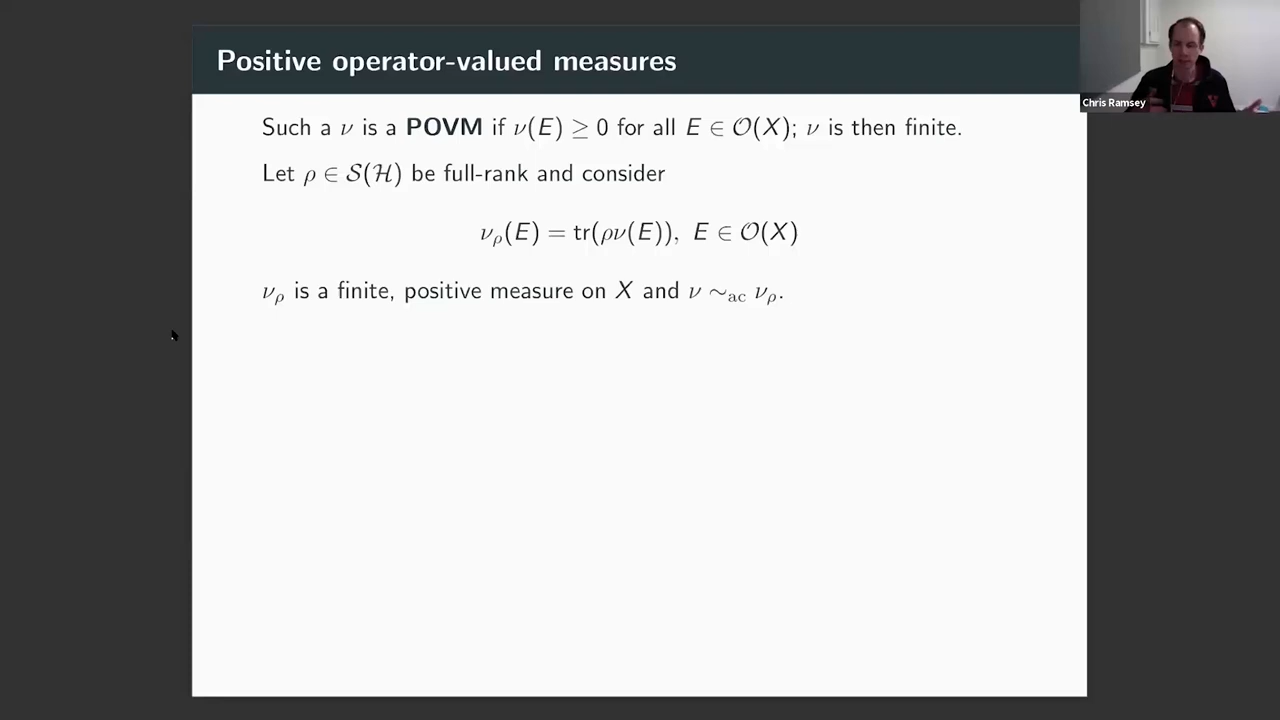 Positive operator-valued measures
Such a ν is a POVM if ν(E) ≥ 0 for all E ∈ 𝒪(X); ν is then finite.
Let ρ ∈ 𝒮(ℋ) be full-rank and consider
ν_ρ(E) = tr(ρν(E)), E ∈ 𝒪(X)
ν_ρ is a finite, positive measure on X and ν ∼_ac ν_ρ.
Chris Ramsey